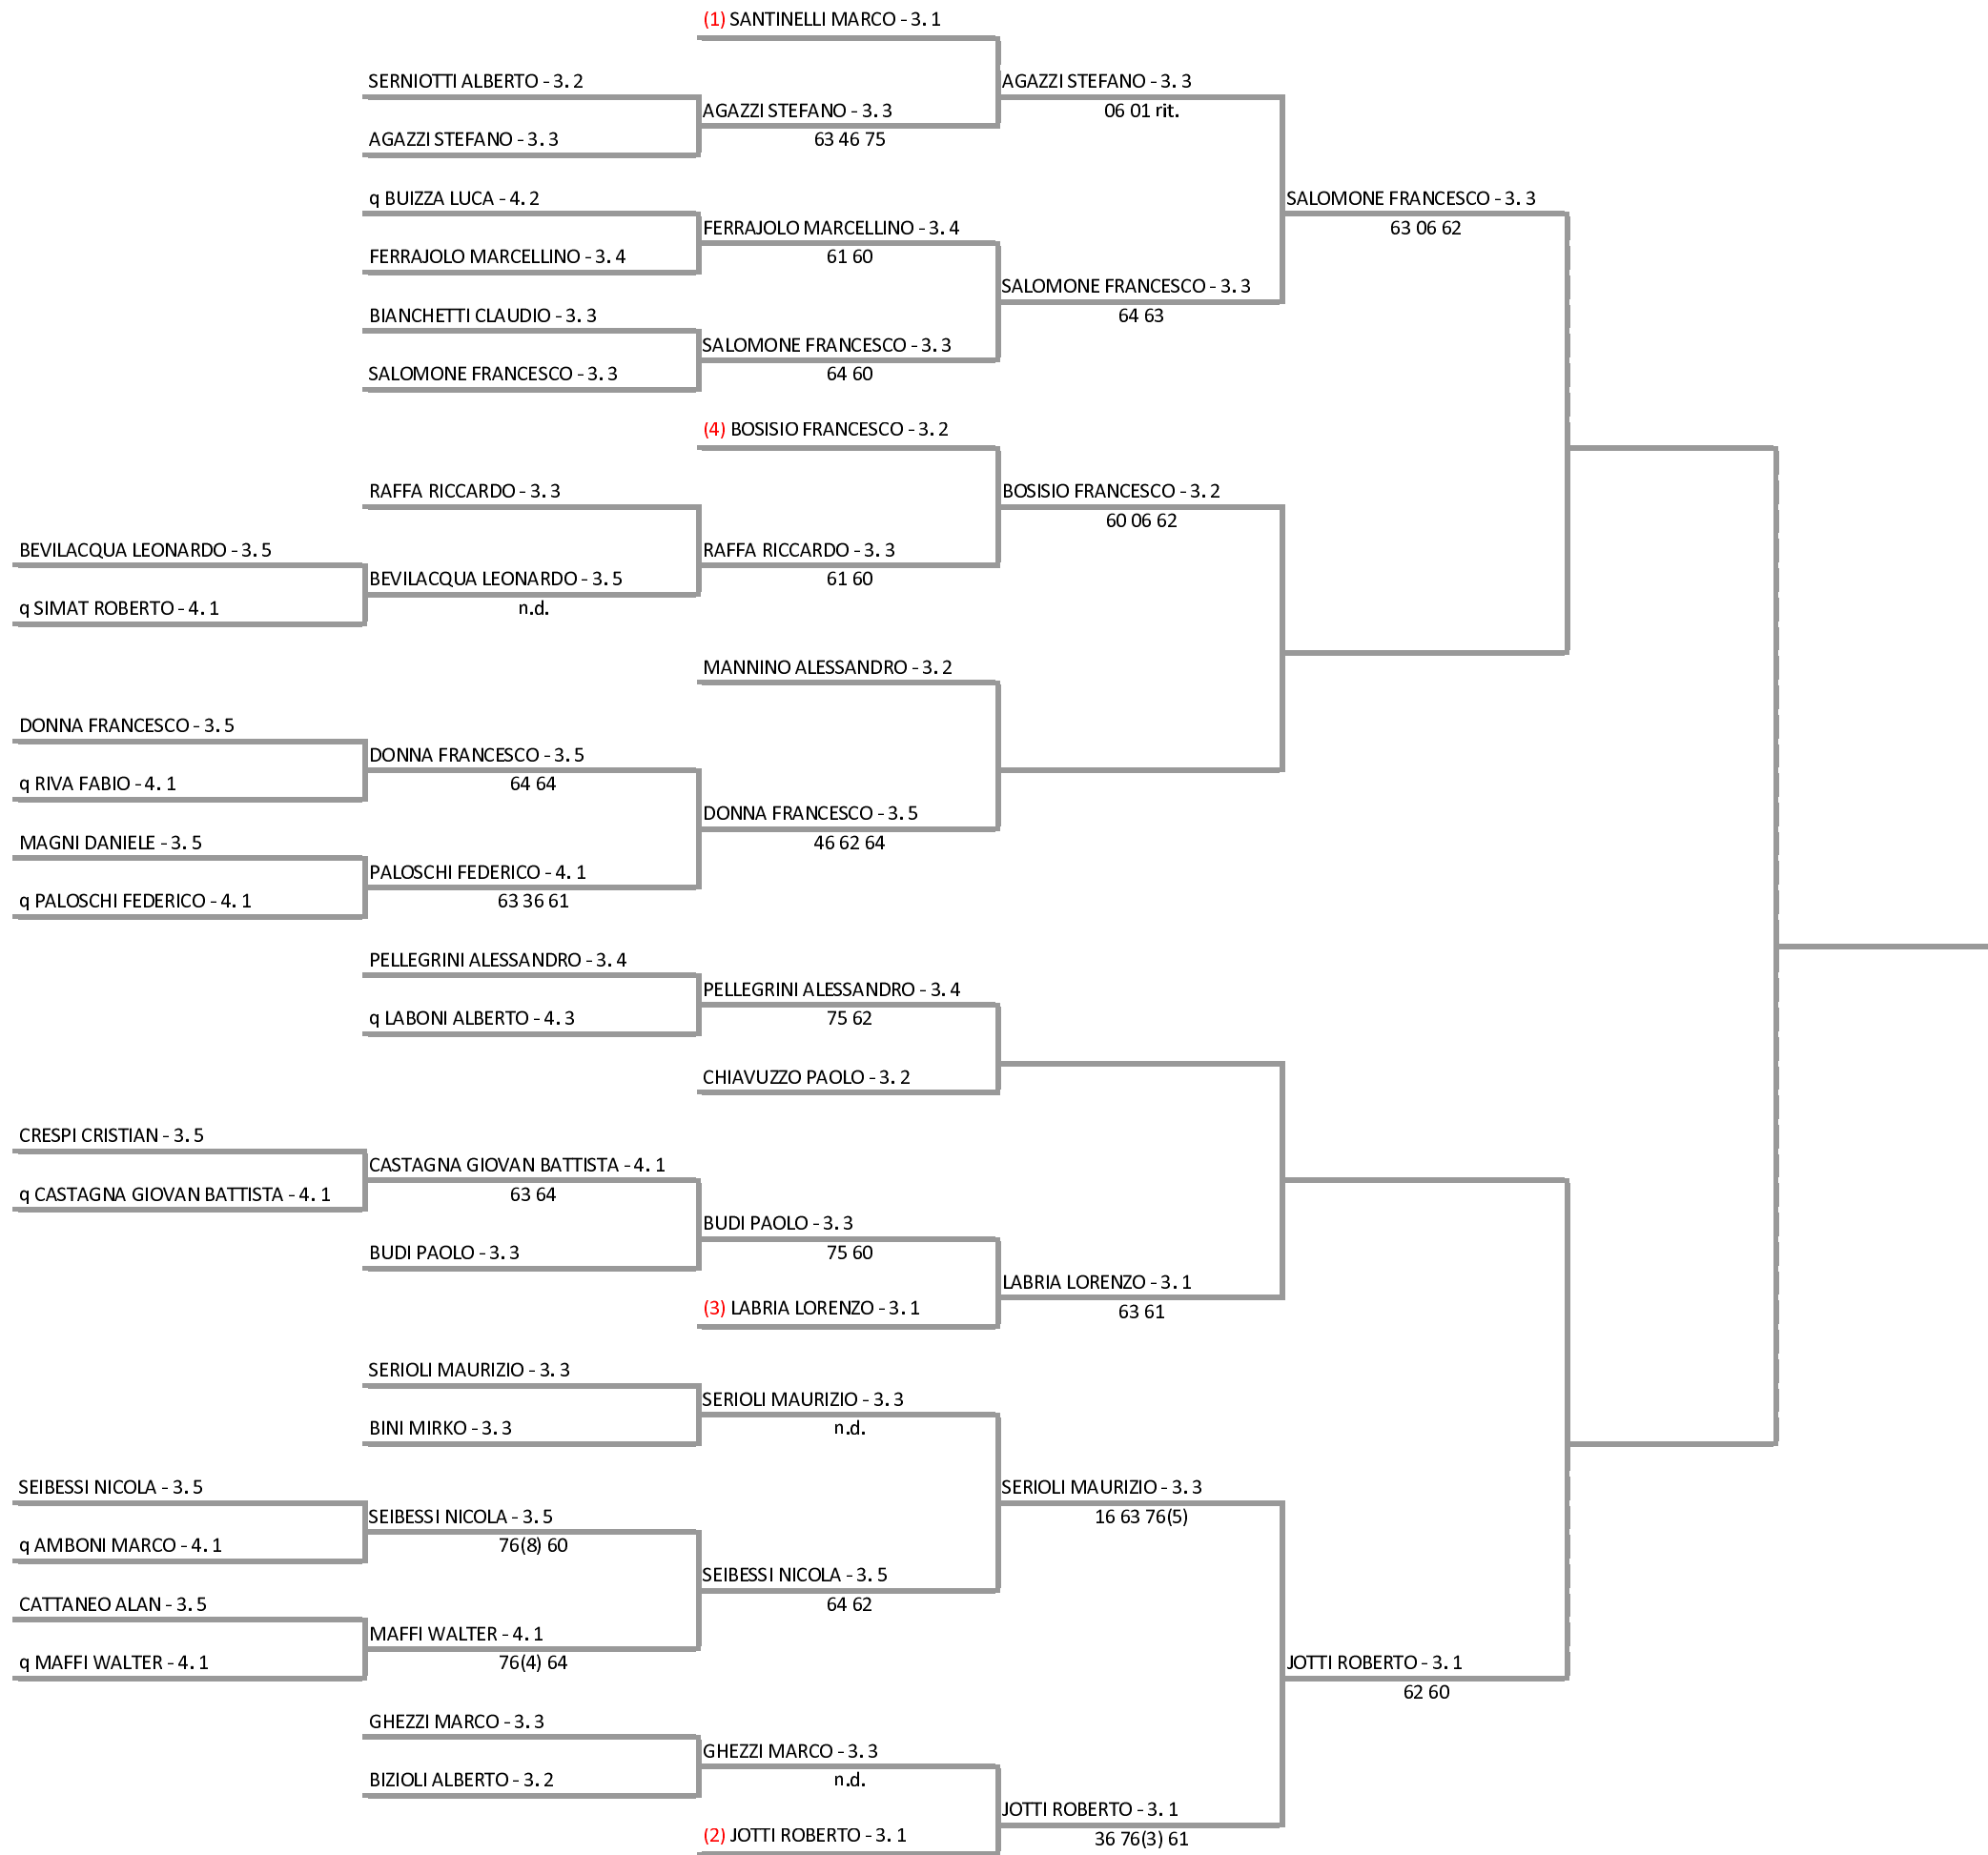 (1) SANTINELLI MARCO - 3.1
SERNIOTTI ALBERTO - 3.2
AGAZZI STEFANO - 3.3
AGAZZI STEFANO - 3.3
06 01 rit.
AGAZZI STEFANO - 3.3
63 46 75
q BUIZZA LUCA - 4.2
SALOMONE FRANCESCO - 3.3
63 06 62
FERRAJOLO MARCELLINO - 3.4
61 60
FERRAJOLO MARCELLINO - 3.4
SALOMONE FRANCESCO - 3.3
64 63
BIANCHETTI CLAUDIO - 3.3
SALOMONE FRANCESCO - 3.3
64 60
SALOMONE FRANCESCO - 3.3
(4) BOSISIO FRANCESCO - 3.2
RAFFA RICCARDO - 3.3
BOSISIO FRANCESCO - 3.2
60 06 62
BEVILACQUA LEONARDO - 3.5
RAFFA RICCARDO - 3.3
61 60
BEVILACQUA LEONARDO - 3.5
n.d.
q SIMAT ROBERTO - 4.1
MANNINO ALESSANDRO - 3.2
DONNA FRANCESCO - 3.5
DONNA FRANCESCO - 3.5
64 64
q RIVA FABIO - 4.1
DONNA FRANCESCO - 3.5
46 62 64
MAGNI DANIELE - 3.5
PALOSCHI FEDERICO - 4.1
63 36 61
q PALOSCHI FEDERICO - 4.1
PELLEGRINI ALESSANDRO - 3.4
PELLEGRINI ALESSANDRO - 3.4
75 62
q LABONI ALBERTO - 4.3
CHIAVUZZO PAOLO - 3.2
CRESPI CRISTIAN - 3.5
CASTAGNA GIOVAN BATTISTA - 4.1
63 64
q CASTAGNA GIOVAN BATTISTA - 4.1
BUDI PAOLO - 3.3
75 60
BUDI PAOLO - 3.3
LABRIA LORENZO - 3.1
63 61
(3) LABRIA LORENZO - 3.1
SERIOLI MAURIZIO - 3.3
SERIOLI MAURIZIO - 3.3
n.d.
BINI MIRKO - 3.3
SEIBESSI NICOLA - 3.5
SERIOLI MAURIZIO - 3.3
16 63 76(5)
SEIBESSI NICOLA - 3.5
76(8) 60
q AMBONI MARCO - 4.1
SEIBESSI NICOLA - 3.5
64 62
CATTANEO ALAN - 3.5
MAFFI WALTER - 4.1
76(4) 64
q MAFFI WALTER - 4.1
JOTTI ROBERTO - 3.1
62 60
GHEZZI MARCO - 3.3
GHEZZI MARCO - 3.3
n.d.
BIZIOLI ALBERTO - 3.2
JOTTI ROBERTO - 3.1
36 76(3) 61
(2) JOTTI ROBERTO - 3.1